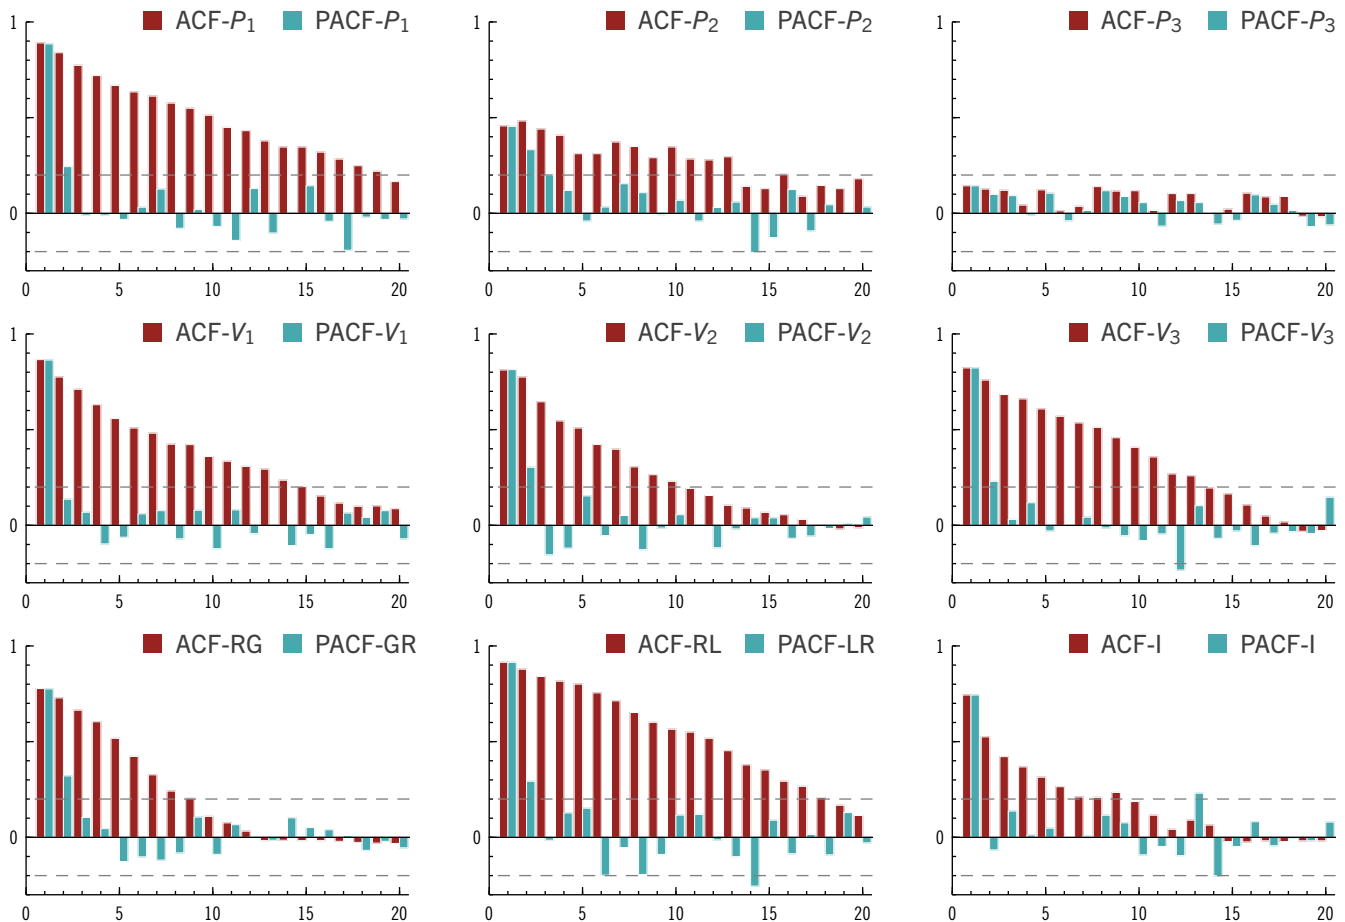 1 ACF-P1 PACF-P1 1 ACF-P2 PACF-P2 1 ACF-P3 PACF-P3
0 0 0
0 5 10 15 20 0 5 10 15 20 0 5 10 15 20
1 ACF-V1 PACF-V1 1 ACF-V2 PACF-V2 1 ACF-V3 PACF-V3
0 0 0
0 5 10 15 20 0 5 10 15 20 0 5 10 15 20
1 ACF-RG PACF-GR 1 ACF-RL PACF-LR 1 ACF-I PACF-I
0 0 0
0 5 10 15 20 0 5 10 15 20 0 5 10 15 20